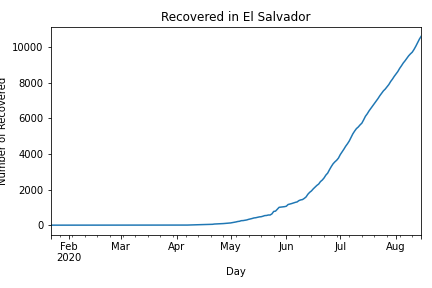 Recovered in El Salvador
Number of Recovered
10000
8000
6000
4000
2000
0
Feb Mar Apr May Jun Jul Aug
2020
Day